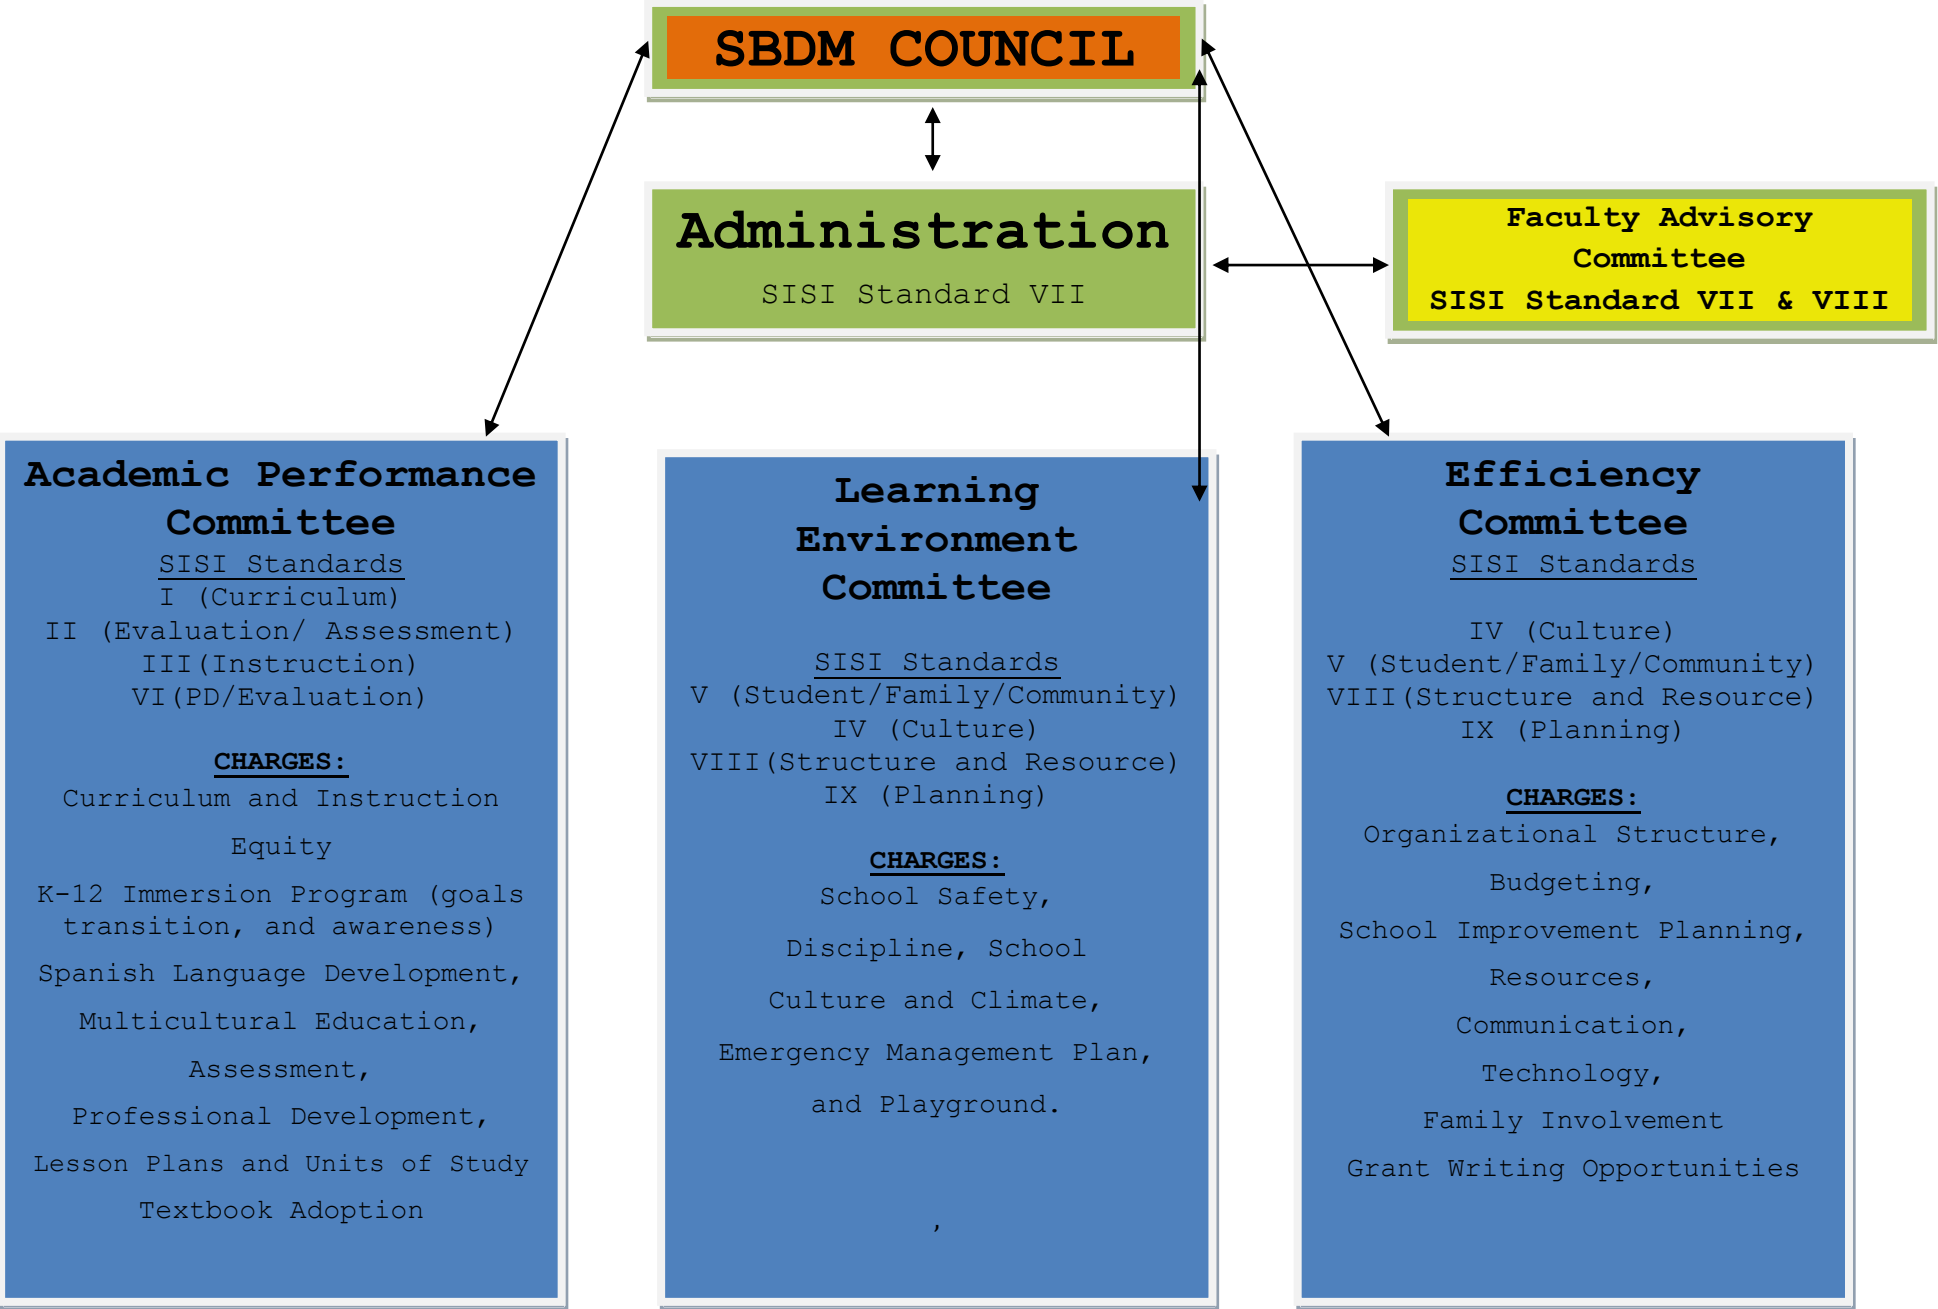 SBDM COUNCIL
Administration
SISI Standard VII
Faculty Advisory
Committee
SISI Standard VII & VIII
Academic Performance
Committee
SISI Standards
I (Curriculum)
II (Evaluation/ Assessment)
III(Instruction)
VI(PD/Evaluation)
CHARGES:
Curriculum and Instruction
Equity
K-12 Immersion Program (goals
transition, and awareness)
Spanish Language Development,
Multicultural Education,
Assessment,
Professional Development,
Lesson Plans and Units of Study
Textbook Adoption
Learning
Environment
Committee
SISI Standards
V (Student/Family/Community)
IV (Culture)
VIII(Structure and Resource)
IX (Planning)
CHARGES:
School Safety,
Discipline, School
Culture and Climate,
Emergency Management Plan,
and Playground.
,
Efficiency
Committee
SISI Standards
IV (Culture)
V (Student/Family/Community)
VIII(Structure and Resource)
IX (Planning)
CHARGES:
Organizational Structure,
Budgeting,
School Improvement Planning,
Resources,
Communication,
Technology,
Family Involvement
Grant Writing Opportunities